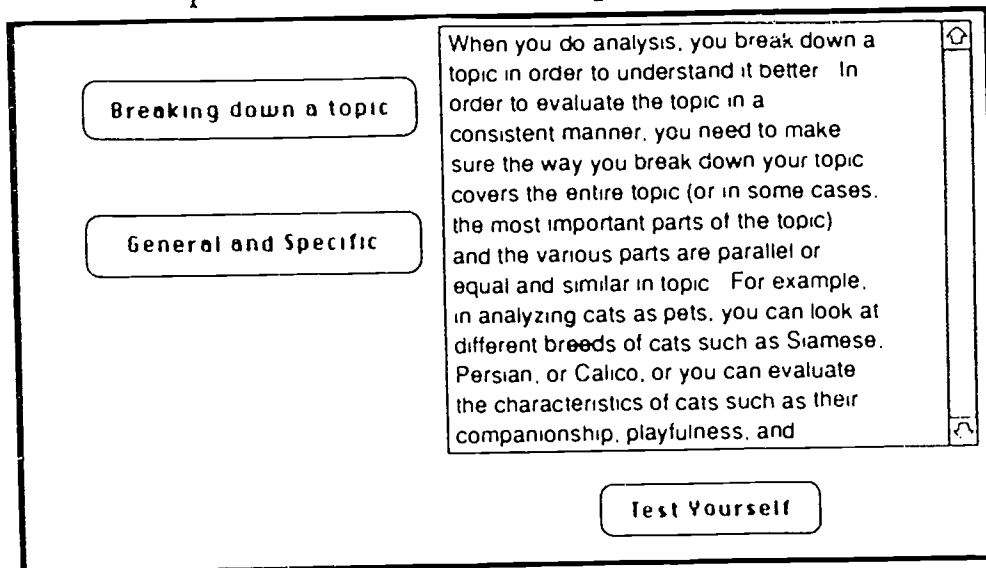 Breaking down a topic
General and Specific
When you do analysis, you break down a
topic in order to understand it better In
order to evaluate the topic in a
consistent manner, you need to make
sure the way you break down your topic
covers the entire topic (or in some cases.
the most important parts of the topic)
and the various parts are parallel or
equal and similar in topic For example,
in analyzing cats as pets, you can look at
different breeds of cats such as Siamese.
Persian, or Calico, or you can evaluate
the characteristics of cats such as their
companionship, playfulness, and
Test Yourself